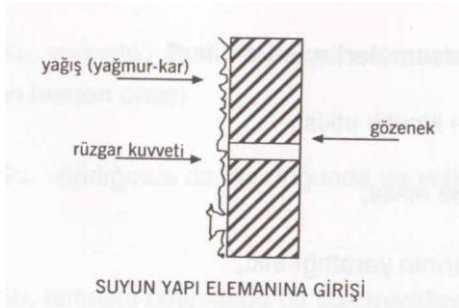 yağış (yağmur-kar)
gözenek
rüzgar kuvveti
SUYUN YAPI ELEMANINA GİRİŞİ